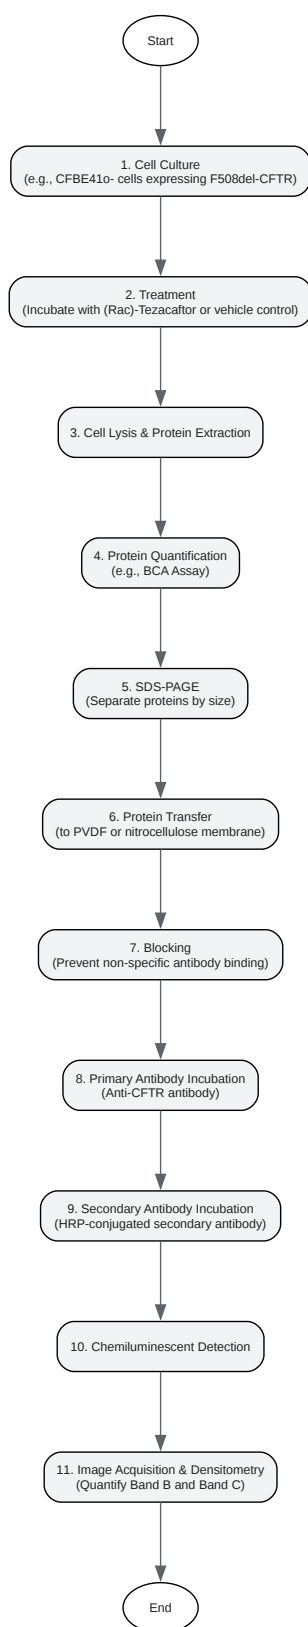 Start
1. Cell Culture
(e.g., CFBE41o- cells expressing F508del-CFTR)
2. Treatment
(Incubate with (Rac)-Tezacaftor or vehicle control)
3. Cell Lysis & Protein Extraction
4. Protein Quantification
(e.g., BCA Assay)
5. SDS-PAGE
(Separate proteins by size)
6. Protein Transfer
(to PVDF or nitrocellulose membrane)
7. Blocking
(Prevent non-specific antibody binding)
8. Primary Antibody Incubation
(Anti-CFTR antibody)
9. Secondary Antibody Incubation
(HRP-conjugated secondary antibody)
10. Chemiluminescent Detection
11. Image Acquisition & Densitometry
(Quantify Band B and Band C)
End